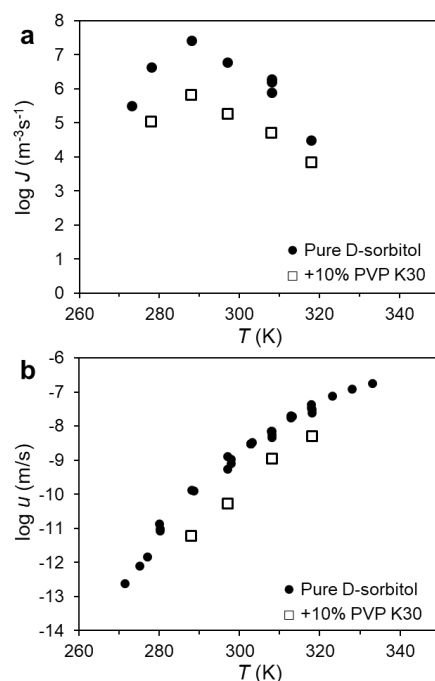 a
8
7
6
5
4
3
2
1
0
log J (m⁻³s⁻¹)
● Pure D-sorbitol
□ +10% PVP K30
260 280 300 320 340
T (K)
b
-6
-7
-8
-9
-10
-11
-12
-13
-14
log u (m/s)
● Pure D-sorbitol
□ +10% PVP K30
260 280 300 320 340
T (K)